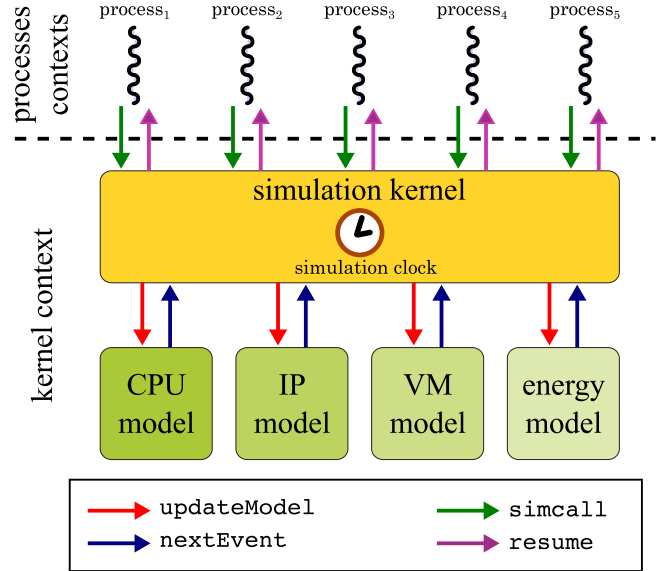 process₁ process₂ process₃ process₄ process₅
processes
contexts
simulation kernel
simulation clock
kernel context
CPU
model
IP
model
VM
model
energy
model
updateModel
simcall
nextEvent
resume